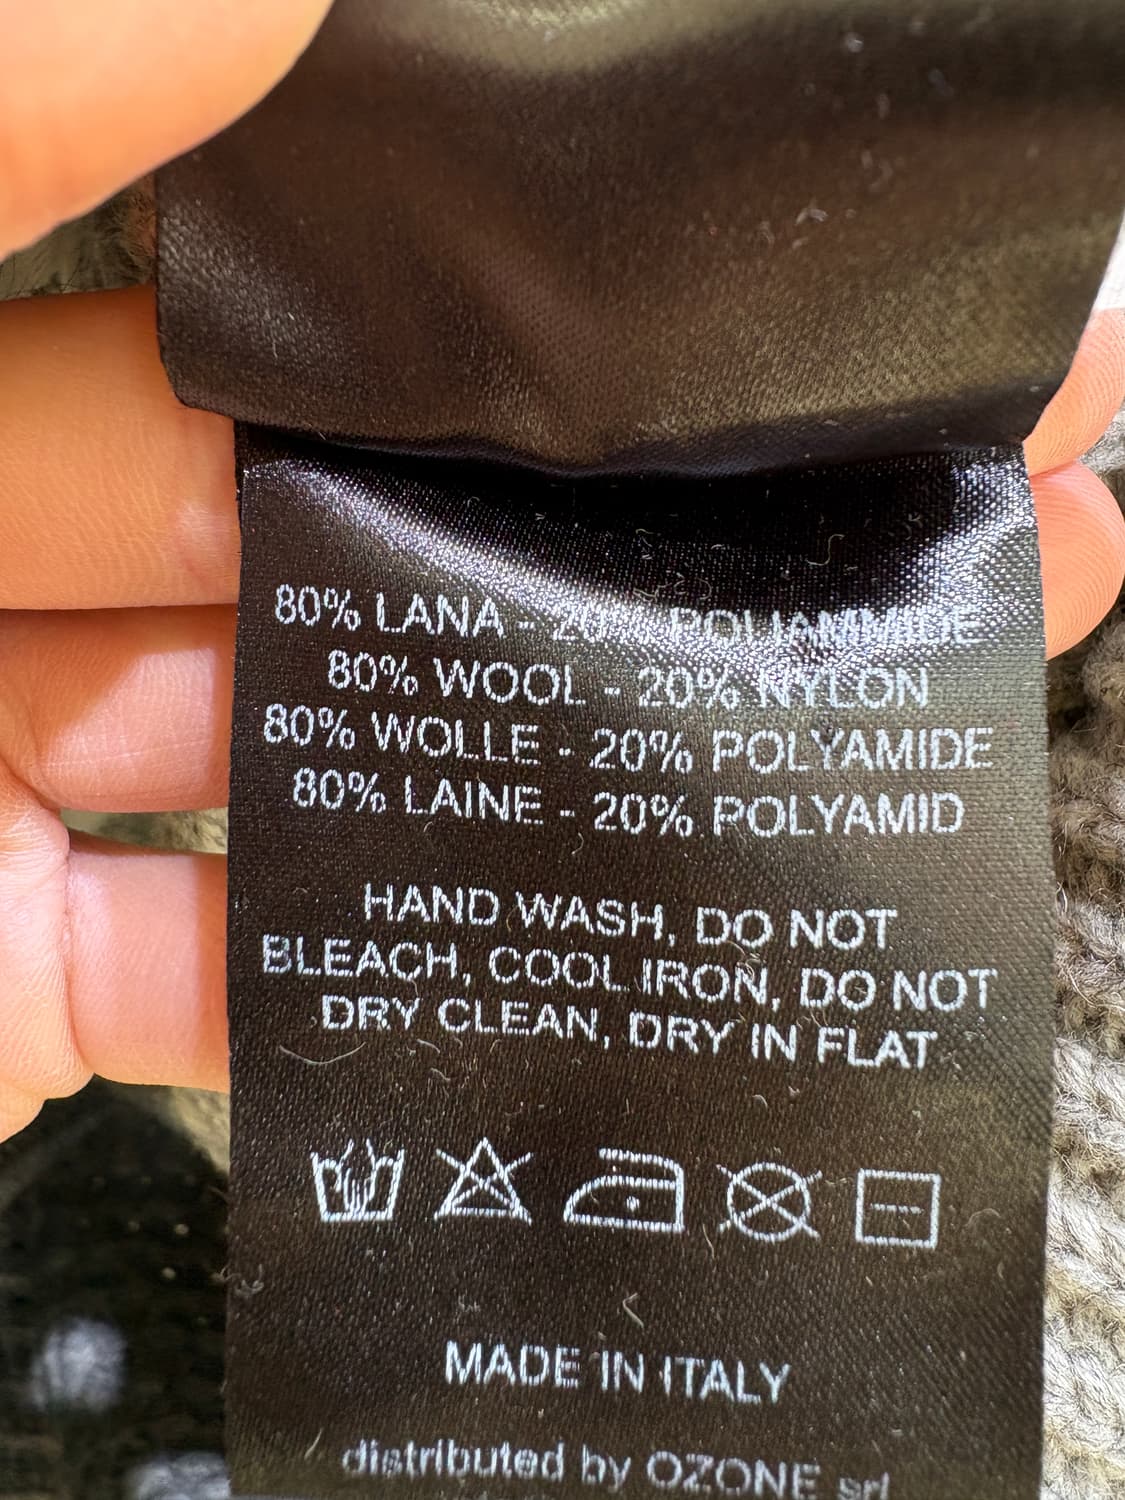 80% LANA - 20% POLIAMMIDE
80% WOOL - 20% NYLON
80% WOLLE - 20% POLYAMIDE
80% LAINE - 20% POLYAMID
HAND WASH, DO NOT
BLEACH, COOL IRON, DO NOT
DRY CLEAN, DRY IN FLAT
MADE IN ITALY
distributed by OZONE srl